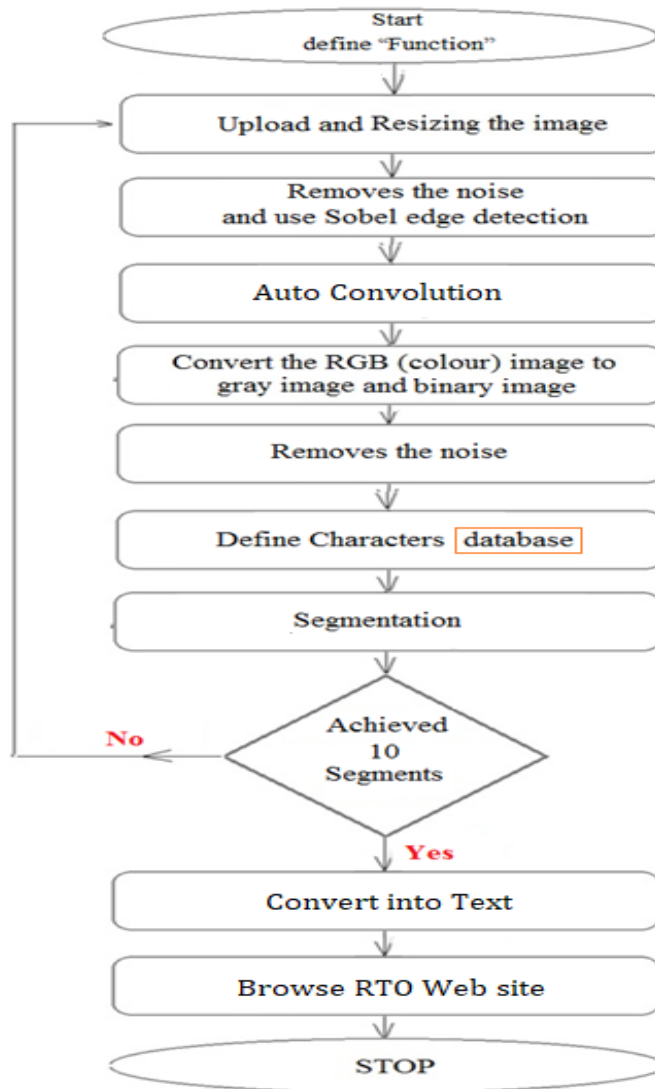 Start
define “Function”
Upload and Resizing the image
Removes the noise
and use Sobel edge detection
Auto Convolution
Convert the RGB (colour) image to
gray image and binary image
Removes the noise
Define Characters database
Segmentation
Achieved
10
Segments
No
Yes
Convert into Text
Browse RTO Web site
STOP